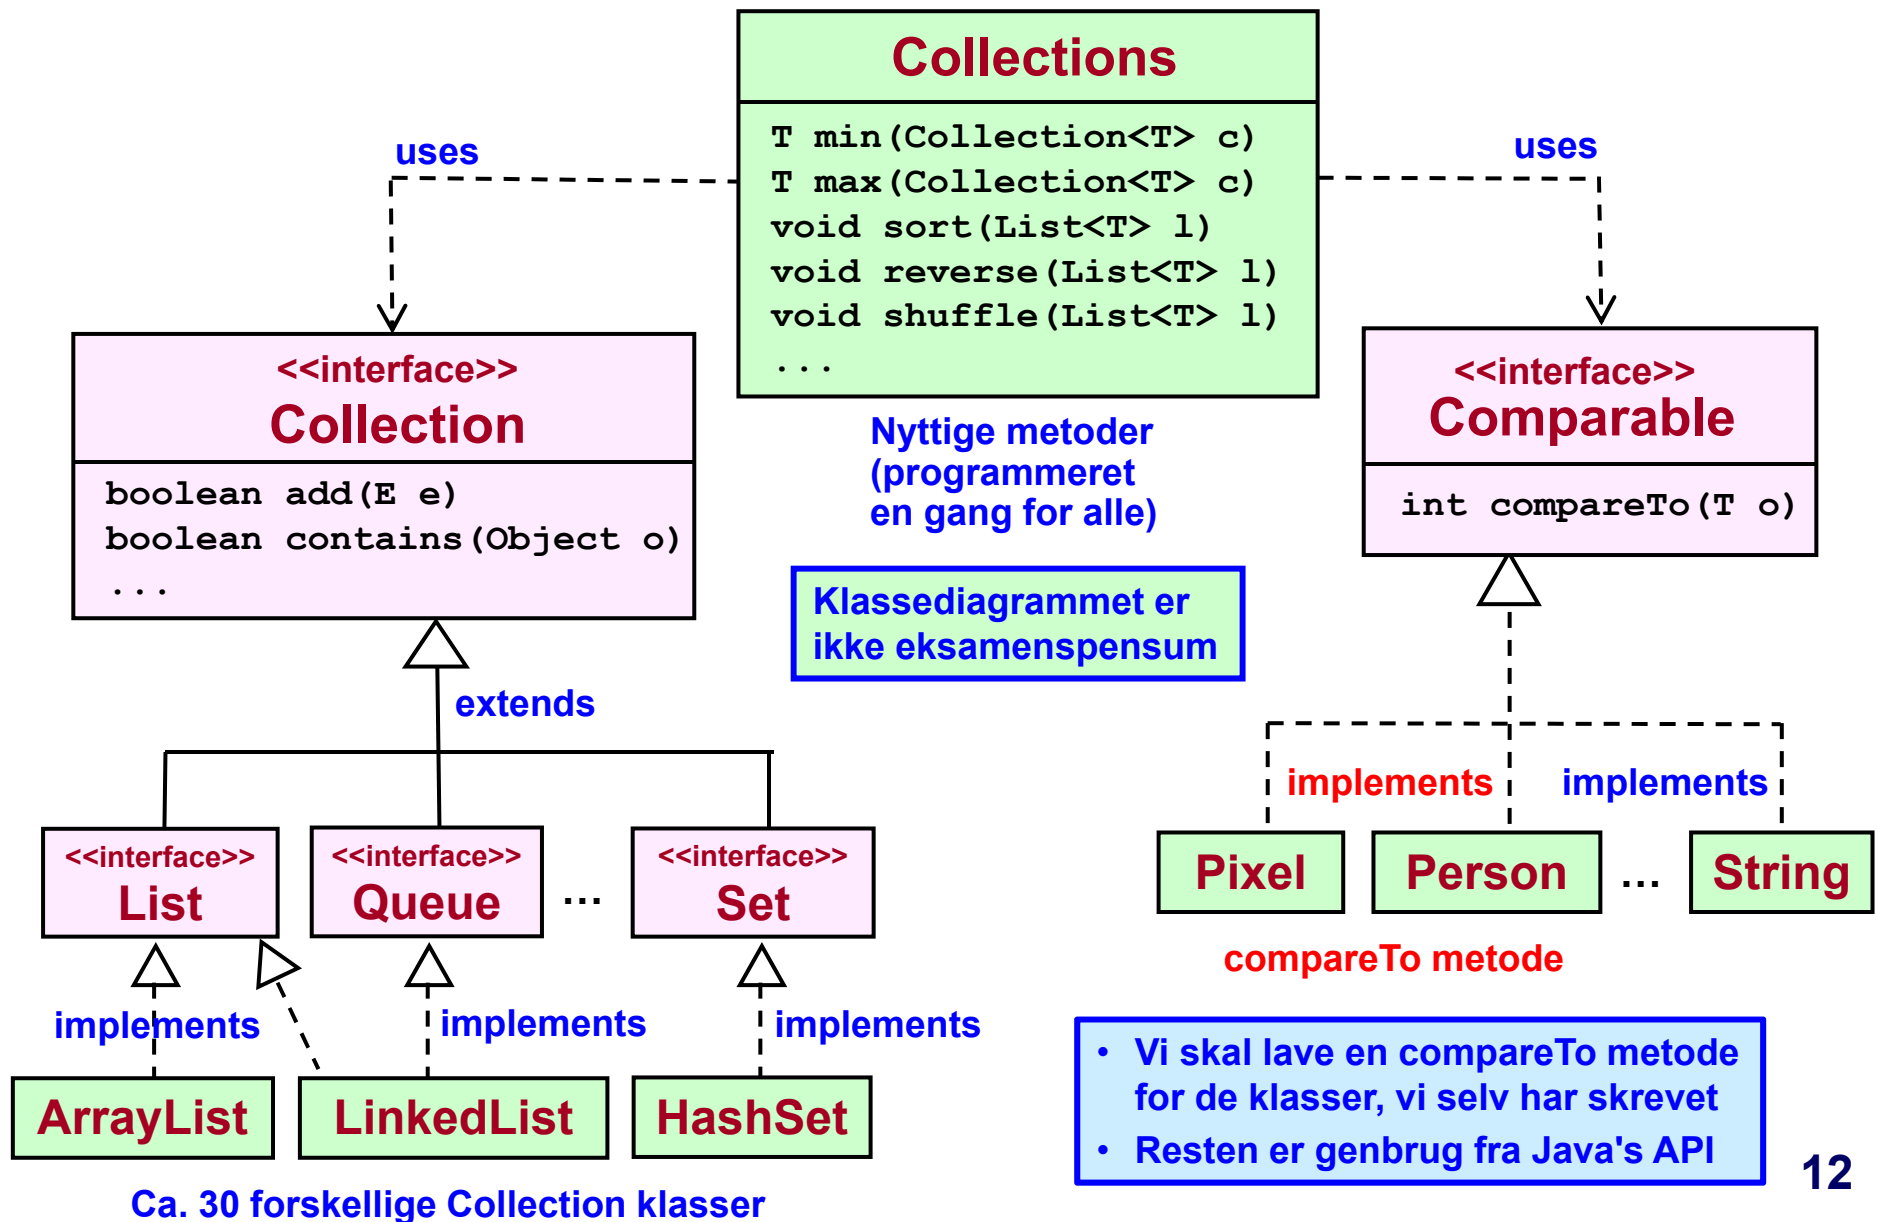 Collections
T min(Collection<T> c)
T max(Collection<T> c)
void sort(List<T> l)
void reverse(List<T> l)
void shuffle(List<T> l)
...
uses
uses
<<interface>>
Collection
boolean add(E e)
boolean contains(Object o)
...
Nyttige metoder
(programmeret
en gang for alle)
<<interface>>
Comparable
int compareTo(T o)
Klassediagrammet er
ikke eksamenspensum
extends
implements
implements
<<interface>>
List
<<interface>>
Queue
...
<<interface>>
Set
Pixel
Person
...
String
compareTo metode
implements
implements
implements
ArrayList
LinkedList
HashSet
• Vi skal lave en compareTo metode
for de klasser, vi selv har skrevet
• Resten er genbrug fra Java's API
Ca. 30 forskellige Collection klasser
12